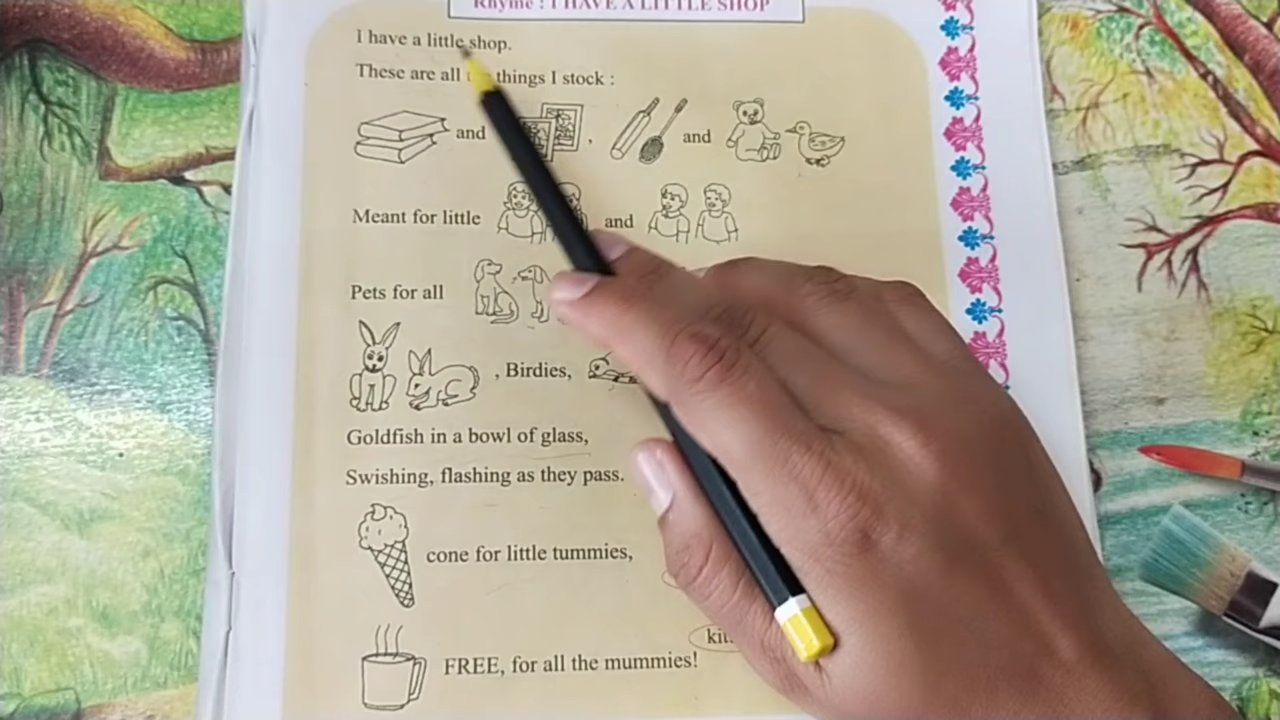 Rhyme : I HAVE A LITTLE SHOP
I have a little shop.
These are all things I stock :
and , and
Meant for little and
Pets for all
, Birdies,
Goldfish in a bowl of glass,
Swishing, flashing as they pass.
cone for little tummies,
FREE, for all the mummies!